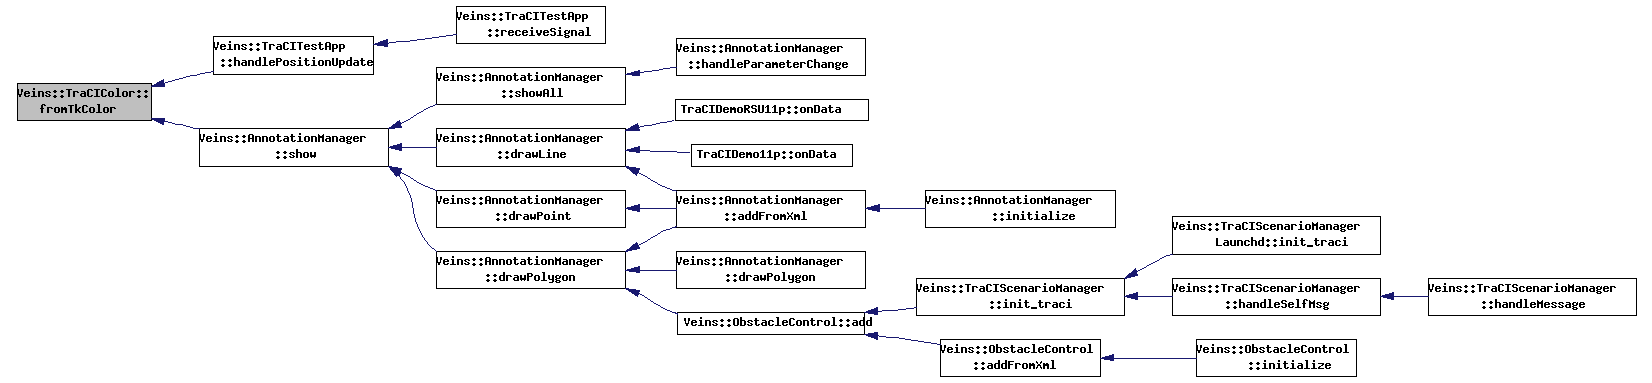 Veins::TraCITestApp
::receiveSignal
Veins::TraCITestApp
::handlePositionUpdate
Veins::AnnotationManager
::handleParameterChange
Veins::AnnotationManager
::showAll
Veins::TraCIColor::
fromTkColor
TraCIDemoRSU11p::onData
Veins::AnnotationManager
::show
Veins::AnnotationManager
::drawLine
TraCIDemo11p::onData
Veins::AnnotationManager
::drawPoint
Veins::AnnotationManager
::addFromXml
Veins::AnnotationManager
::initialize
Veins::TraCIScenarioManager
Launchd::init_traci
Veins::AnnotationManager
::drawPolygon
Veins::AnnotationManager
::drawPolygon
Veins::TraCIScenarioManager
::init_traci
Veins::TraCIScenarioManager
::handleSelfMsg
Veins::TraCIScenarioManager
::handleMessage
Veins::ObstacleControl::add
Veins::ObstacleControl
::addFromXml
Veins::ObstacleControl
::initialize